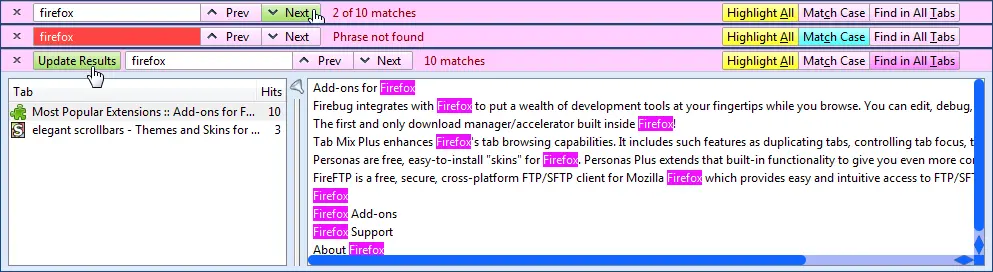 firefox Prev Next 2 of 10 matches Highlight All Match Case Find in All Tabs
firefox Prev Next Phrase not found Highlight All Match Case Find in All Tabs
Update Results firefox Prev Next 10 matches Highlight All Match Case Find in All Tabs
Tab Hits
Most Popular Extensions :: Add-ons for F... 10
elegant scrollbars - Themes and Skins for ... 3
Add-ons for Firefox
Firebug integrates with Firefox to put a wealth of development tools at your fingertips while you browse. You can edit, debug,
The first and only download manager/accelerator built inside Firefox!
Tab Mix Plus enhances Firefox's tab browsing capabilities. It includes such features as duplicating tabs, controlling tab focus, t
Personas are free, easy-to-install "skins" for Firefox. Personas Plus extends that built-in functionality to give you even more cor
FireFTP is a free, secure, cross-platform FTP/SFTP client for Mozilla Firefox which provides easy and intuitive access to FTP/SF
Firefox
Firefox Add-ons
Firefox Support
About Firefox